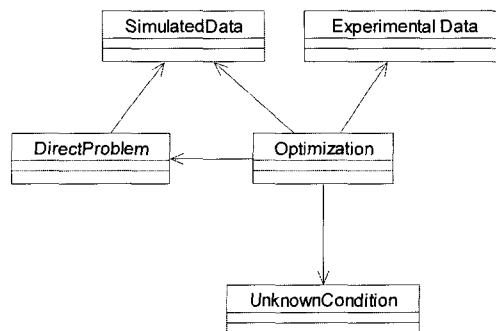 SimulatedData
Experimental Data
DirectProblem
Optimization
UnknownCondition